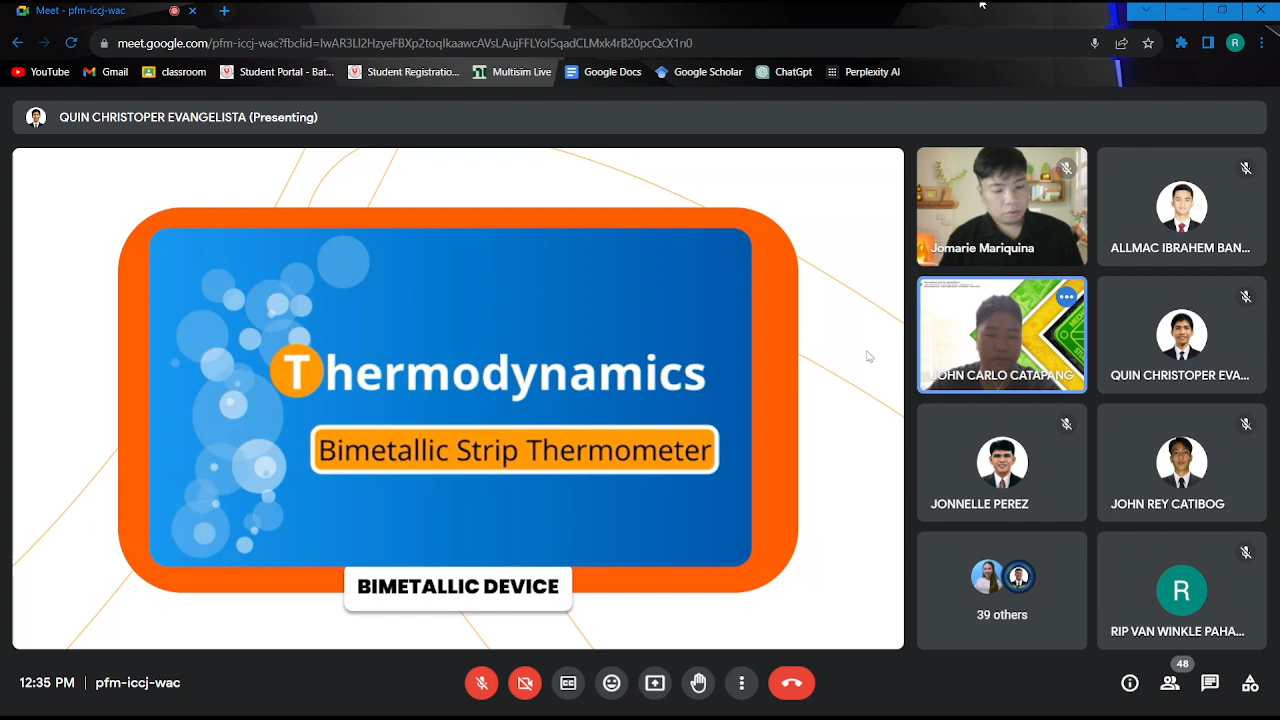 Meet - pfm-iccj-wac
meet.google.com/pfm-iccj-wac?fbclid=IwAR3Ll2HzyeFBXp2toqIkaawcAVsLAujFFLYoI5qadCLMxk4rB20pcQcX1n0
R
YouTube Gmail classroom Student Portal - Bat... Student Registratio... Multisim Live Google Docs Google Scholar ChatGpt Perplexity AI
QUIN CHRISTOPER EVANGELISTA (Presenting)
Thermodynamics
Bimetallic Strip Thermometer
BIMETALLIC DEVICE
Jomarie Mariquina
ALLMAC IBRAHEM BAN...
JOHN CARLO CATAPANG
QUIN CHRISTOPER EVA...
JONNELLE PEREZ
JOHN REY CATIBOG
39 others
R
RIP VAN WINKLE PAHA...
12:35 PM | pfm-iccj-wac
48